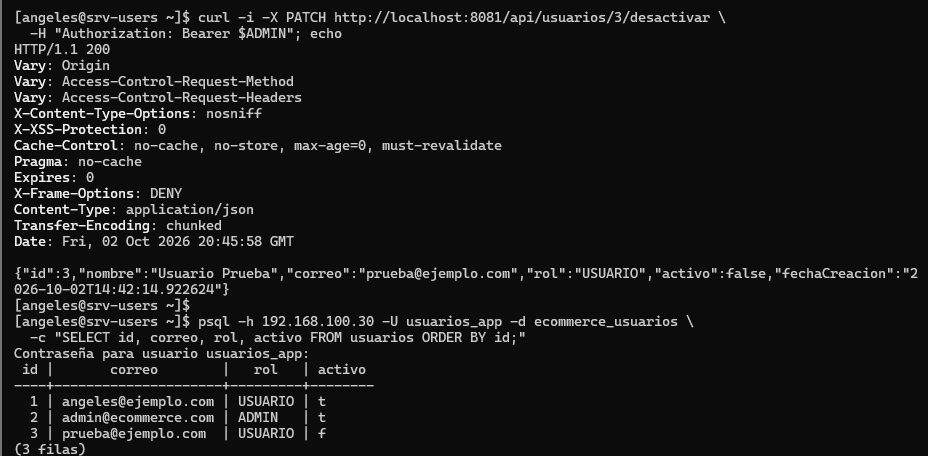 [angeles@srv-users ~]$ curl -i -X PATCH http://localhost:8081/api/usuarios/3/desactivar \
  -H "Authorization: Bearer $ADMIN"; echo
HTTP/1.1 200
Vary: Origin
Vary: Access-Control-Request-Method
Vary: Access-Control-Request-Headers
X-Content-Type-Options: nosniff
X-XSS-Protection: 0
Cache-Control: no-cache, no-store, max-age=0, must-revalidate
Pragma: no-cache
Expires: 0
X-Frame-Options: DENY
Content-Type: application/json
Transfer-Encoding: chunked
Date: Fri, 02 Oct 2026 20:45:58 GMT

{"id":3,"nombre":"Usuario Prueba","correo":"prueba@ejemplo.com","rol":"USUARIO","activo":false,"fechaCreacion":"2
026-10-02T14:42:14.922624"}
[angeles@srv-users ~]$
[angeles@srv-users ~]$ psql -h 192.168.100.30 -U usuarios_app -d ecommerce_usuarios \
  -c "SELECT id, correo, rol, activo FROM usuarios ORDER BY id;"
Contraseña para usuario usuarios_app:
 id |       correo        |   rol   | activo
----+---------------------+---------+--------
  1 | angeles@ejemplo.com | USUARIO | t
  2 | admin@ecommerce.com | ADMIN   | t
  3 | prueba@ejemplo.com  | USUARIO | f
(3 filas)